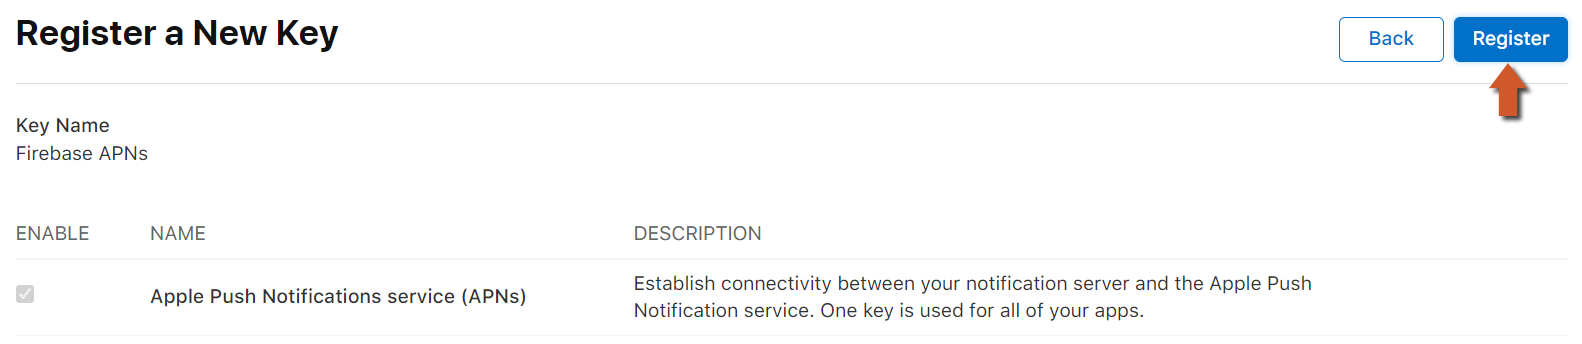 Register a New Key
Back
Register
Key Name
Firebase APNs
ENABLE NAME DESCRIPTION
Apple Push Notifications service (APNs)
Establish connectivity between your notification server and the Apple Push
Notification service. One key is used for all of your apps.